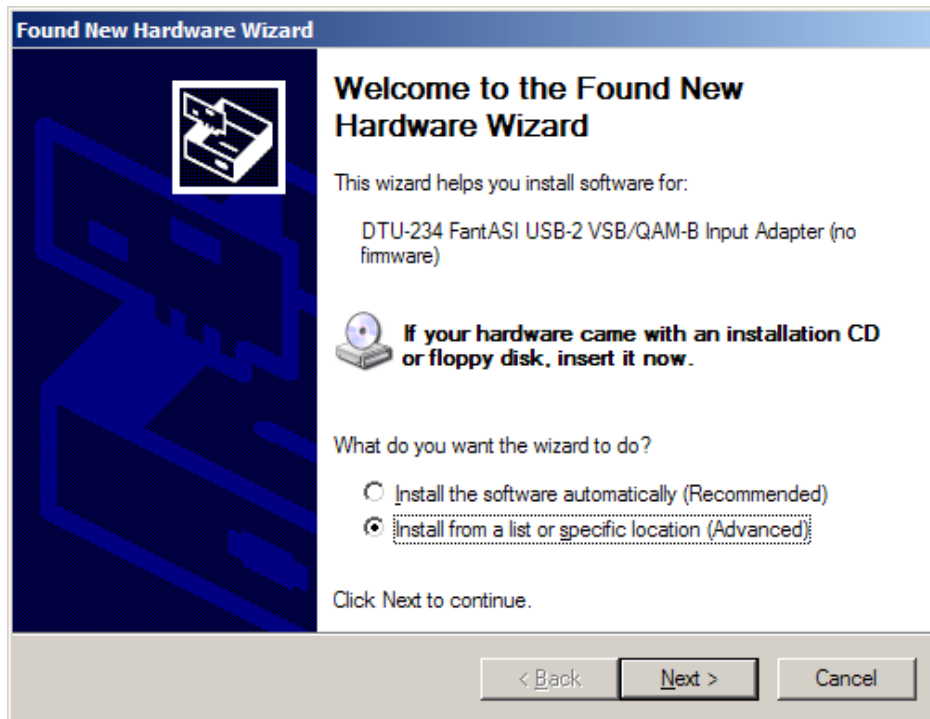 Found New Hardware Wizard
Welcome to the Found New
Hardware Wizard
This wizard helps you install software for:
DTU-234 FantASI USB-2 VSB/QAM-B Input Adapter (no
firmware)
If your hardware came with an installation CD
or floppy disk, insert it now.
What do you want the wizard to do?
Install the software automatically (Recommended)
Install from a list or specific location (Advanced)
Click Next to continue.
< Back
Next >
Cancel